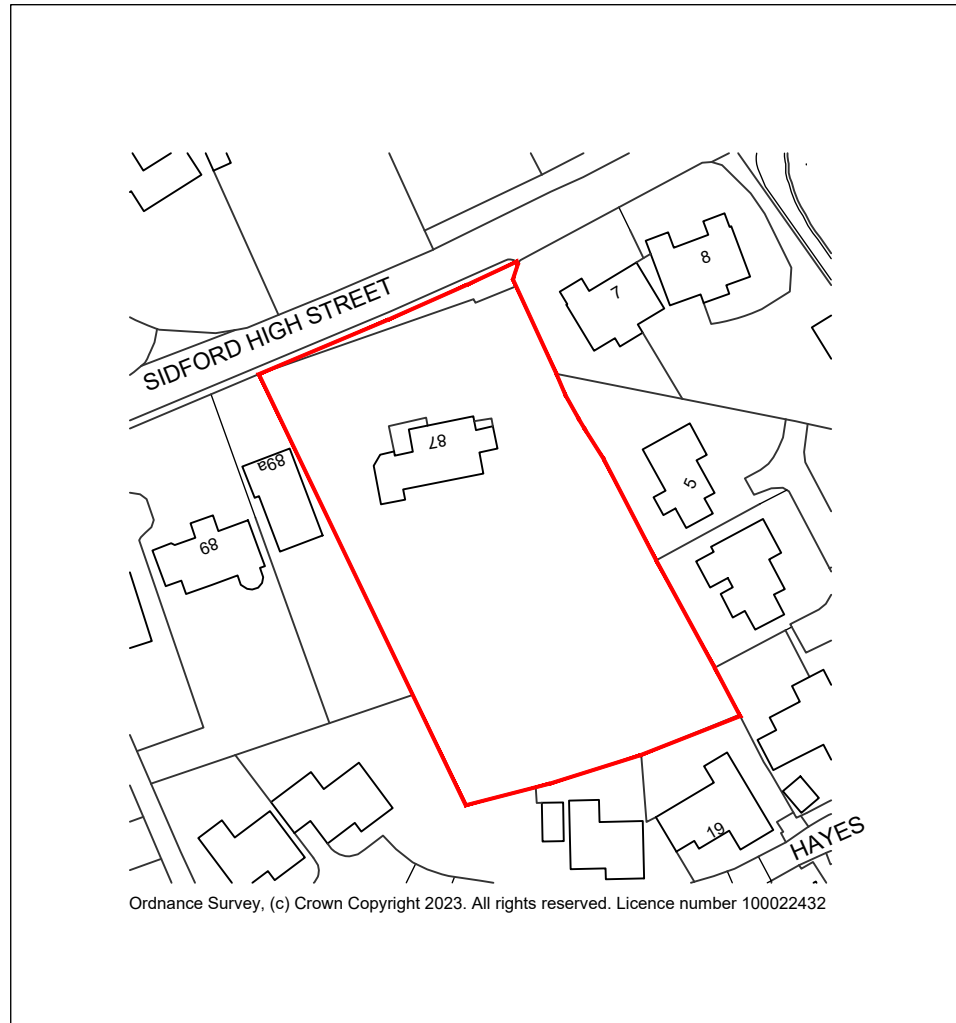 8
7
SIDFORD HIGH STREET
87
89a
5
89
19
HAYES
Ordnance Survey, (c) Crown Copyright 2023. All rights reserved. Licence number 100022432